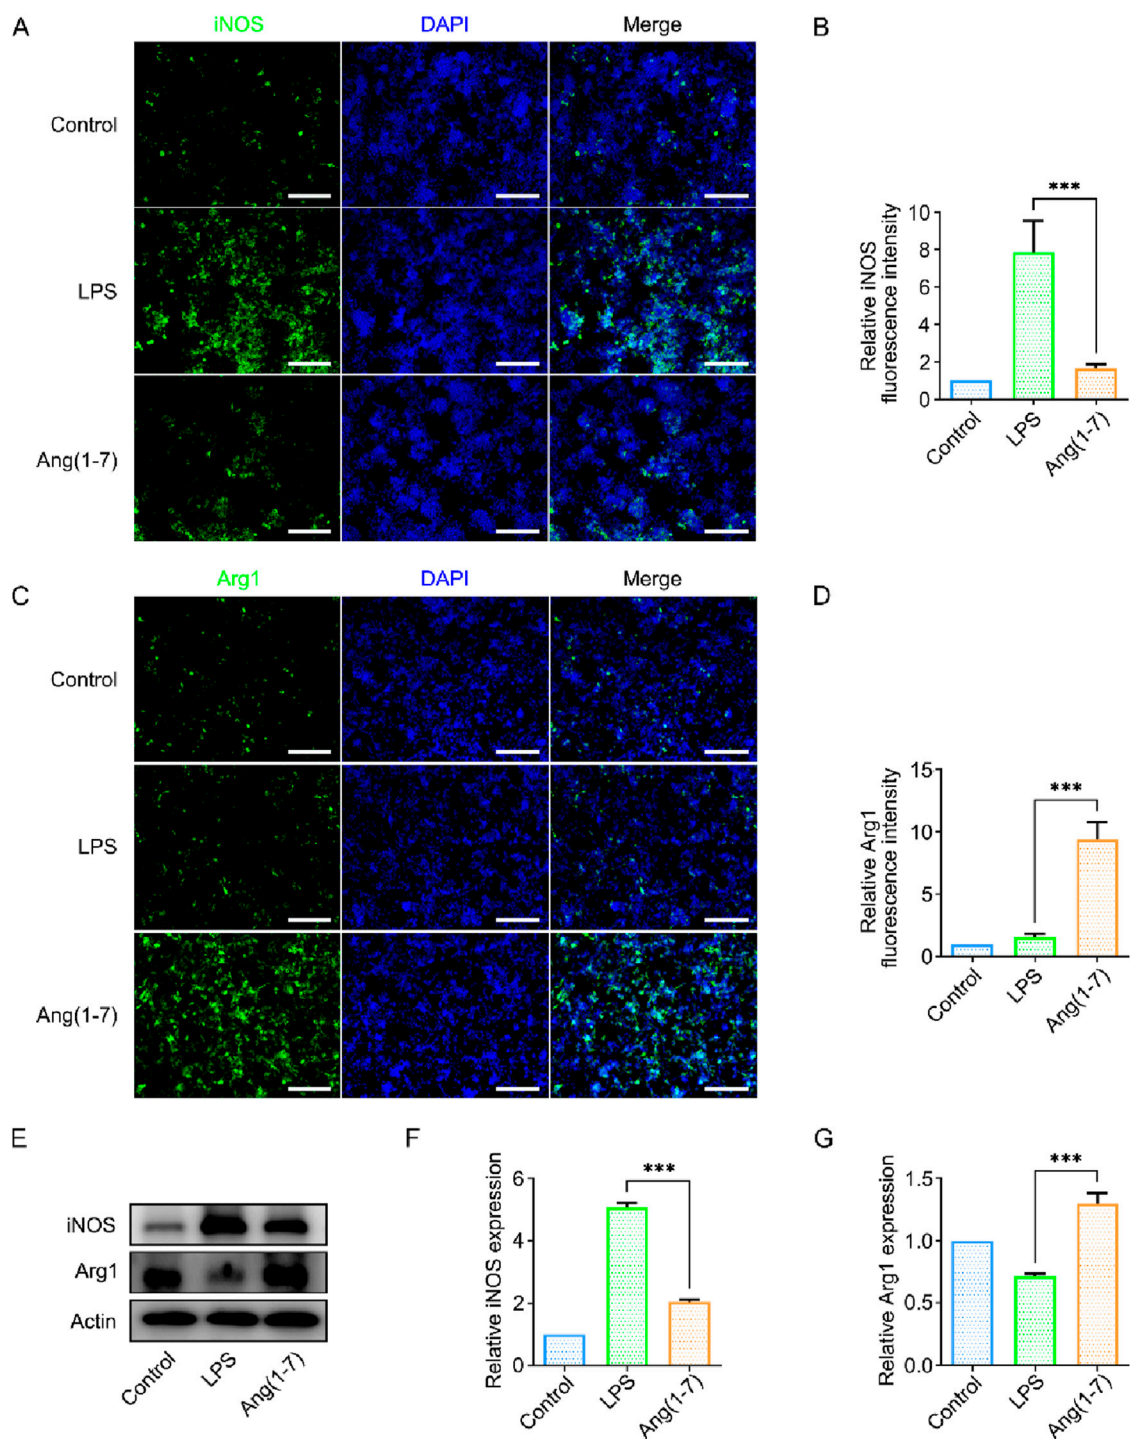 A
iNOS
DAPI
Merge
Control
LPS
Ang(1-7)
B
Relative iNOS
fluorescence intensity
10
8
6
4
2
0
***
Control
LPS
Ang(1-7)
C
Arg1
DAPI
Merge
Control
LPS
Ang(1-7)
D
Relative Arg1
fluorescence intensity
15
10
5
0
***
Control
LPS
Ang(1-7)
E
iNOS
Arg1
Actin
Control
LPS
Ang(1-7)
F
Relative iNOS expression
6
4
2
0
***
Control
LPS
Ang(1-7)
G
Relative Arg1 expression
1.5
1.0
0.5
0.0
***
Control
LPS
Ang(1-7)